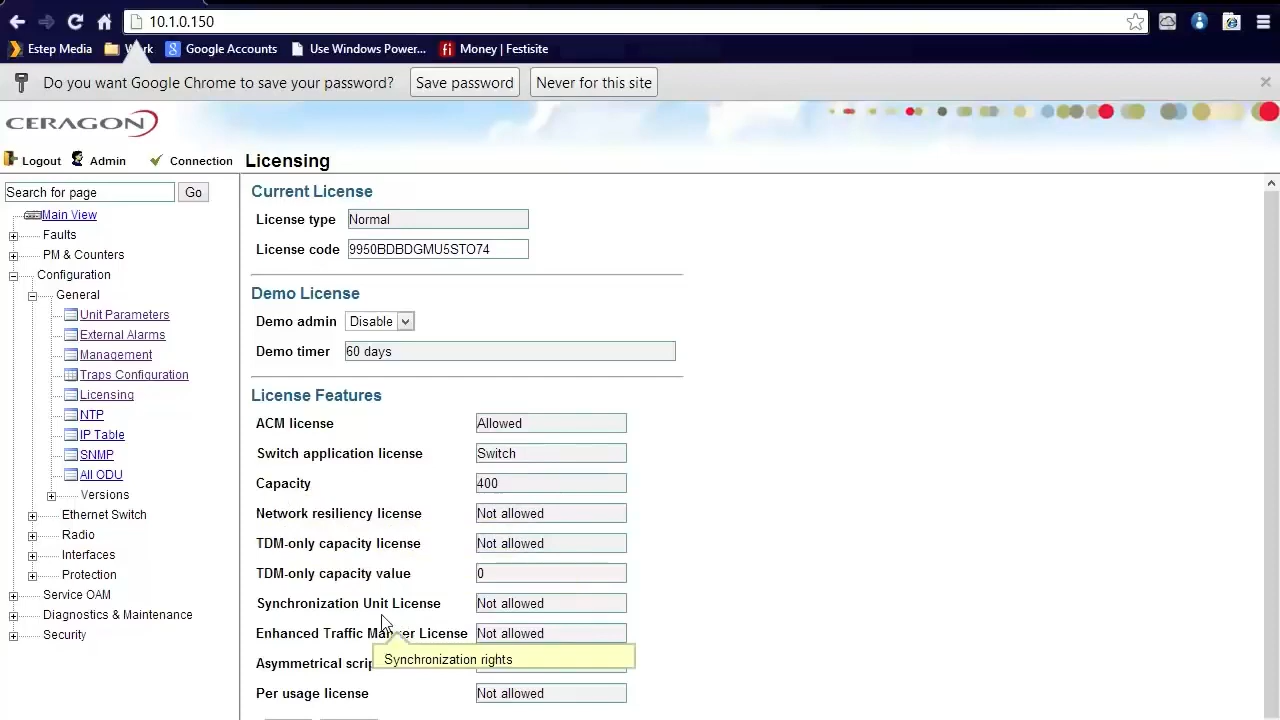 10.1.0.150
Estep Media Work Google Accounts Use Windows Power... Money | Festisite
Do you want Google Chrome to save your password? Save password Never for this site
CERAGON
Logout Admin Connection Licensing
Search for page Go
Main View
Faults
PM & Counters
Configuration
General
Unit Parameters
External Alarms
Management
Traps Configuration
Licensing
NTP
IP Table
SNMP
All ODU
Versions
Ethernet Switch
Radio
Interfaces
Protection
Service OAM
Diagnostics & Maintenance
Security
Current License
License type Normal
License code 9950BDBDGMU5STO74
Demo License
Demo admin Disable
Demo timer 60 days
License Features
ACM license Allowed
Switch application license Switch
Capacity 400
Network resiliency license Not allowed
TDM-only capacity license Not allowed
TDM-only capacity value 0
Synchronization Unit License Not allowed
Enhanced Traffic Manager License Not allowed
Synchronization rights
Asymmetrical scrip
Per usage license Not allowed